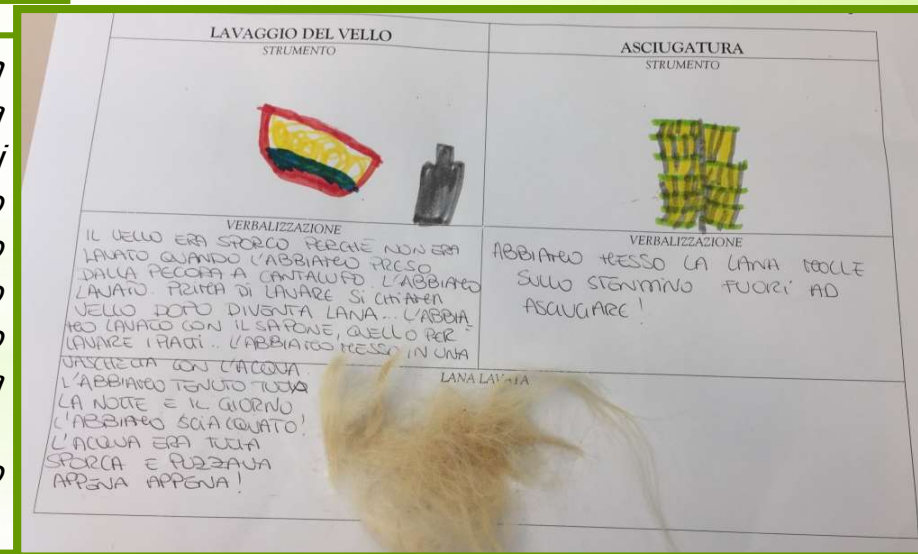 LAVAGGIO DEL VELLO
STRUMENTO
ASCIUGATURA
STRUMENTO
VERBALIZZAZIONE
IL VELLO ERA SPORCO PERCHÈ NON ERA
LAVATO QUANDO L'ABBIAMO PRESO
DALLA PECORA A CANTALUPO. L'ABBIAMO
LAVATO. PRIMA DI LAVARE SI CHIAMA
VELLO DOPO DIVENTA LANA... L'ABBIA
MO LAVATO CON IL SAPONE, QUELLO PER
LAVARE I PIATTI.. L'ABBIAMO MESSO IN UNA
VASCHETTA CON L'ACQUA.
L'ABBIAMO TENUTO TUTTA
LA NOTTE E IL GIORNO
L'ABBIAMO SCIACQUATO!
L'ACQUA ERA TUTTA
SPORCA E PUZZAVA
APPENA APPENA!
VERBALIZZAZIONE
ABBIAMO MESSO LA LANA MOLLE
SULLO STENDINO FUORI AD
ASCIUGARE!
LANA LAVATA